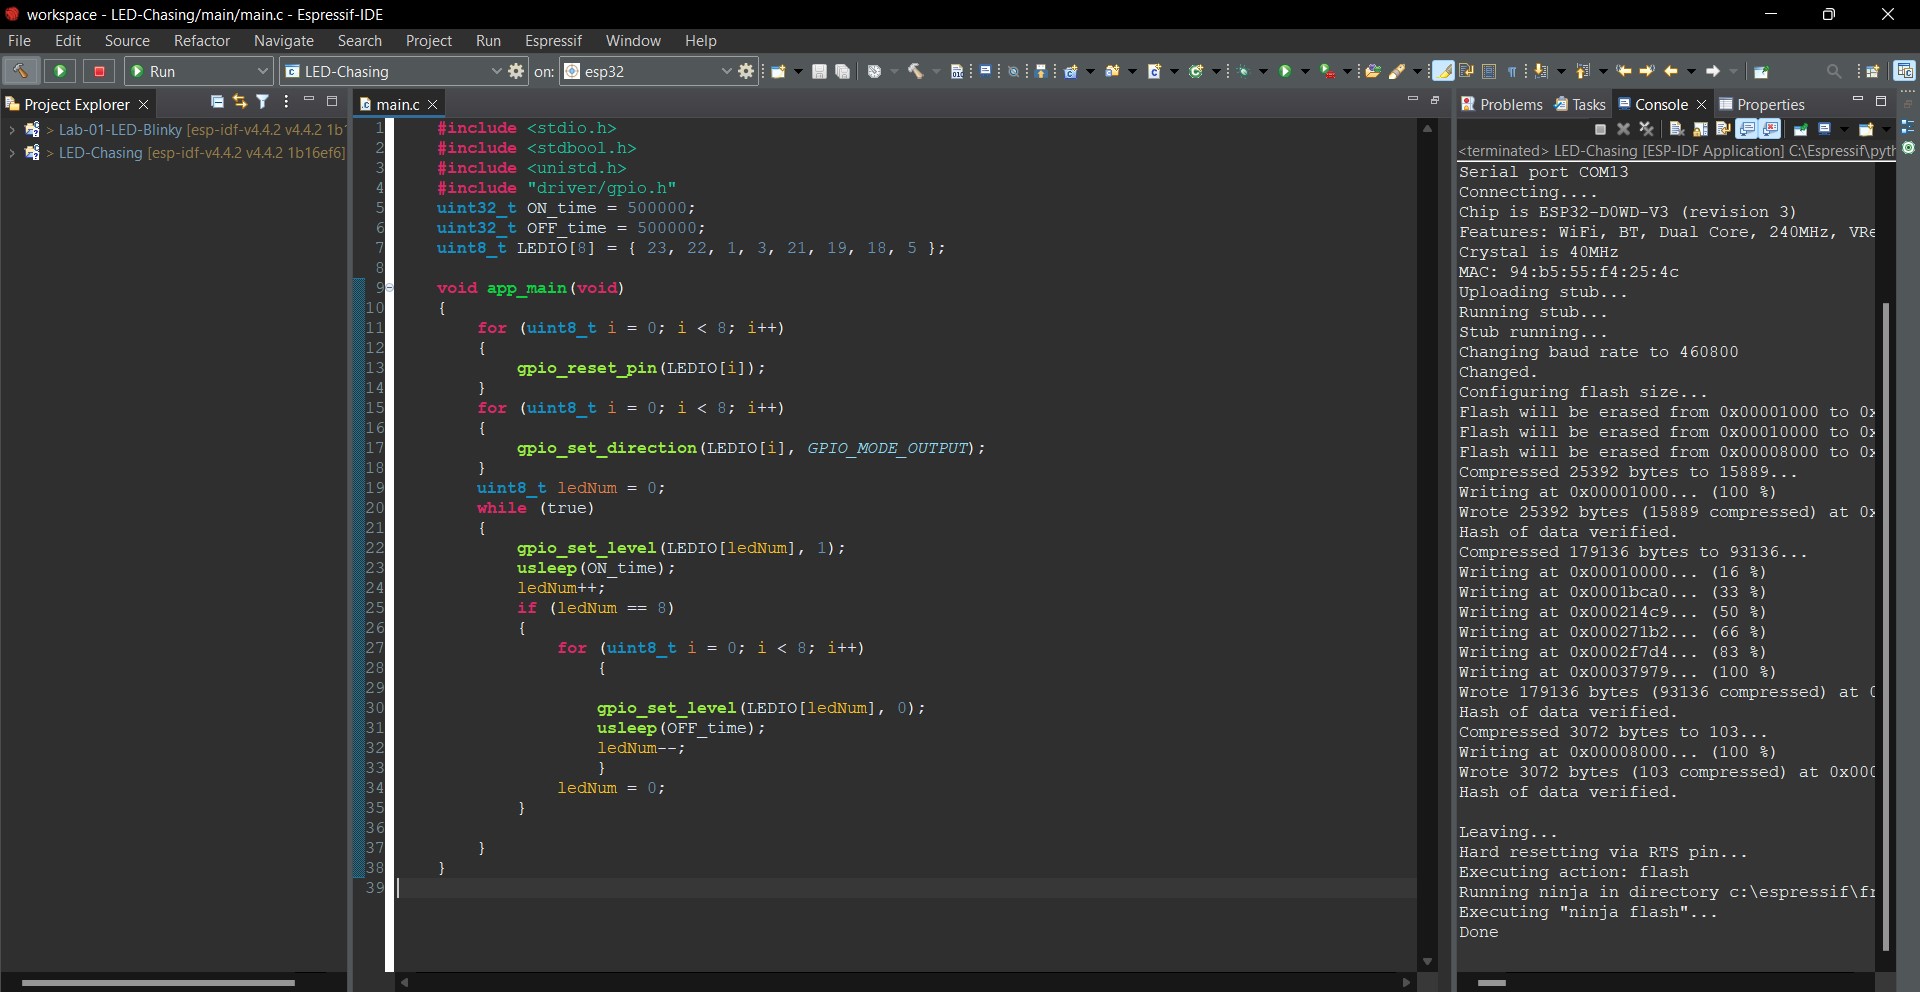 workspace - LED-Chasing/main/main.c - Espressif-IDE
File Edit Source Refactor Navigate Search Project Run Espressif Window Help
Run LED-Chasing on: esp32
Project Explorer
> Lab-01-LED-Blinky [esp-idf-v4.4.2 v4.4.2 1b1
> LED-Chasing [esp-idf-v4.4.2 v4.4.2 1b16ef6]
main.c
1 #include <stdio.h>
2 #include <stdbool.h>
3 #include <unistd.h>
4 #include "driver/gpio.h"
5 uint32_t ON_time = 500000;
6 uint32_t OFF_time = 500000;
7 uint8_t LEDIO[8] = { 23, 22, 1, 3, 21, 19, 18, 5 };
8
9 void app_main(void)
10 {
11 for (uint8_t i = 0; i < 8; i++)
12 {
13 gpio_reset_pin(LEDIO[i]);
14 }
15 for (uint8_t i = 0; i < 8; i++)
16 {
17 gpio_set_direction(LEDIO[i], GPIO_MODE_OUTPUT);
18 }
19 uint8_t ledNum = 0;
20 while (true)
21 {
22 gpio_set_level(LEDIO[ledNum], 1);
23 usleep(ON_time);
24 ledNum++;
25 if (ledNum == 8)
26 {
27 for (uint8_t i = 0; i < 8; i++)
28 {
29
30 gpio_set_level(LEDIO[ledNum], 0);
31 usleep(OFF_time);
32 ledNum--;
33 }
34 ledNum = 0;
35 }
36
37 }
38 }
39
Problems Tasks Console Properties
<terminated> LED-Chasing [ESP-IDF Application] C:\Espressif\pyth
Serial port COM13
Connecting....
Chip is ESP32-D0WD-V3 (revision 3)
Features: WiFi, BT, Dual Core, 240MHz, VRe
Crystal is 40MHz
MAC: 94:b5:55:f4:25:4c
Uploading stub...
Running stub...
Stub running...
Changing baud rate to 460800
Changed.
Configuring flash size...
Flash will be erased from 0x00001000 to 0x
Flash will be erased from 0x00010000 to 0x
Flash will be erased from 0x00008000 to 0x
Compressed 25392 bytes to 15889...
Writing at 0x00001000... (100 %)
Wrote 25392 bytes (15889 compressed) at 0x
Hash of data verified.
Compressed 179136 bytes to 93136...
Writing at 0x00010000... (16 %)
Writing at 0x0001bca0... (33 %)
Writing at 0x000214c9... (50 %)
Writing at 0x000271b2... (66 %)
Writing at 0x0002f7d4... (83 %)
Writing at 0x00037979... (100 %)
Wrote 179136 bytes (93136 compressed) at 0
Hash of data verified.
Compressed 3072 bytes to 103...
Writing at 0x00008000... (100 %)
Wrote 3072 bytes (103 compressed) at 0x000
Hash of data verified.
Leaving...
Hard resetting via RTS pin...
Executing action: flash
Running ninja in directory c:\espressif\fr
Executing "ninja flash"...
Done